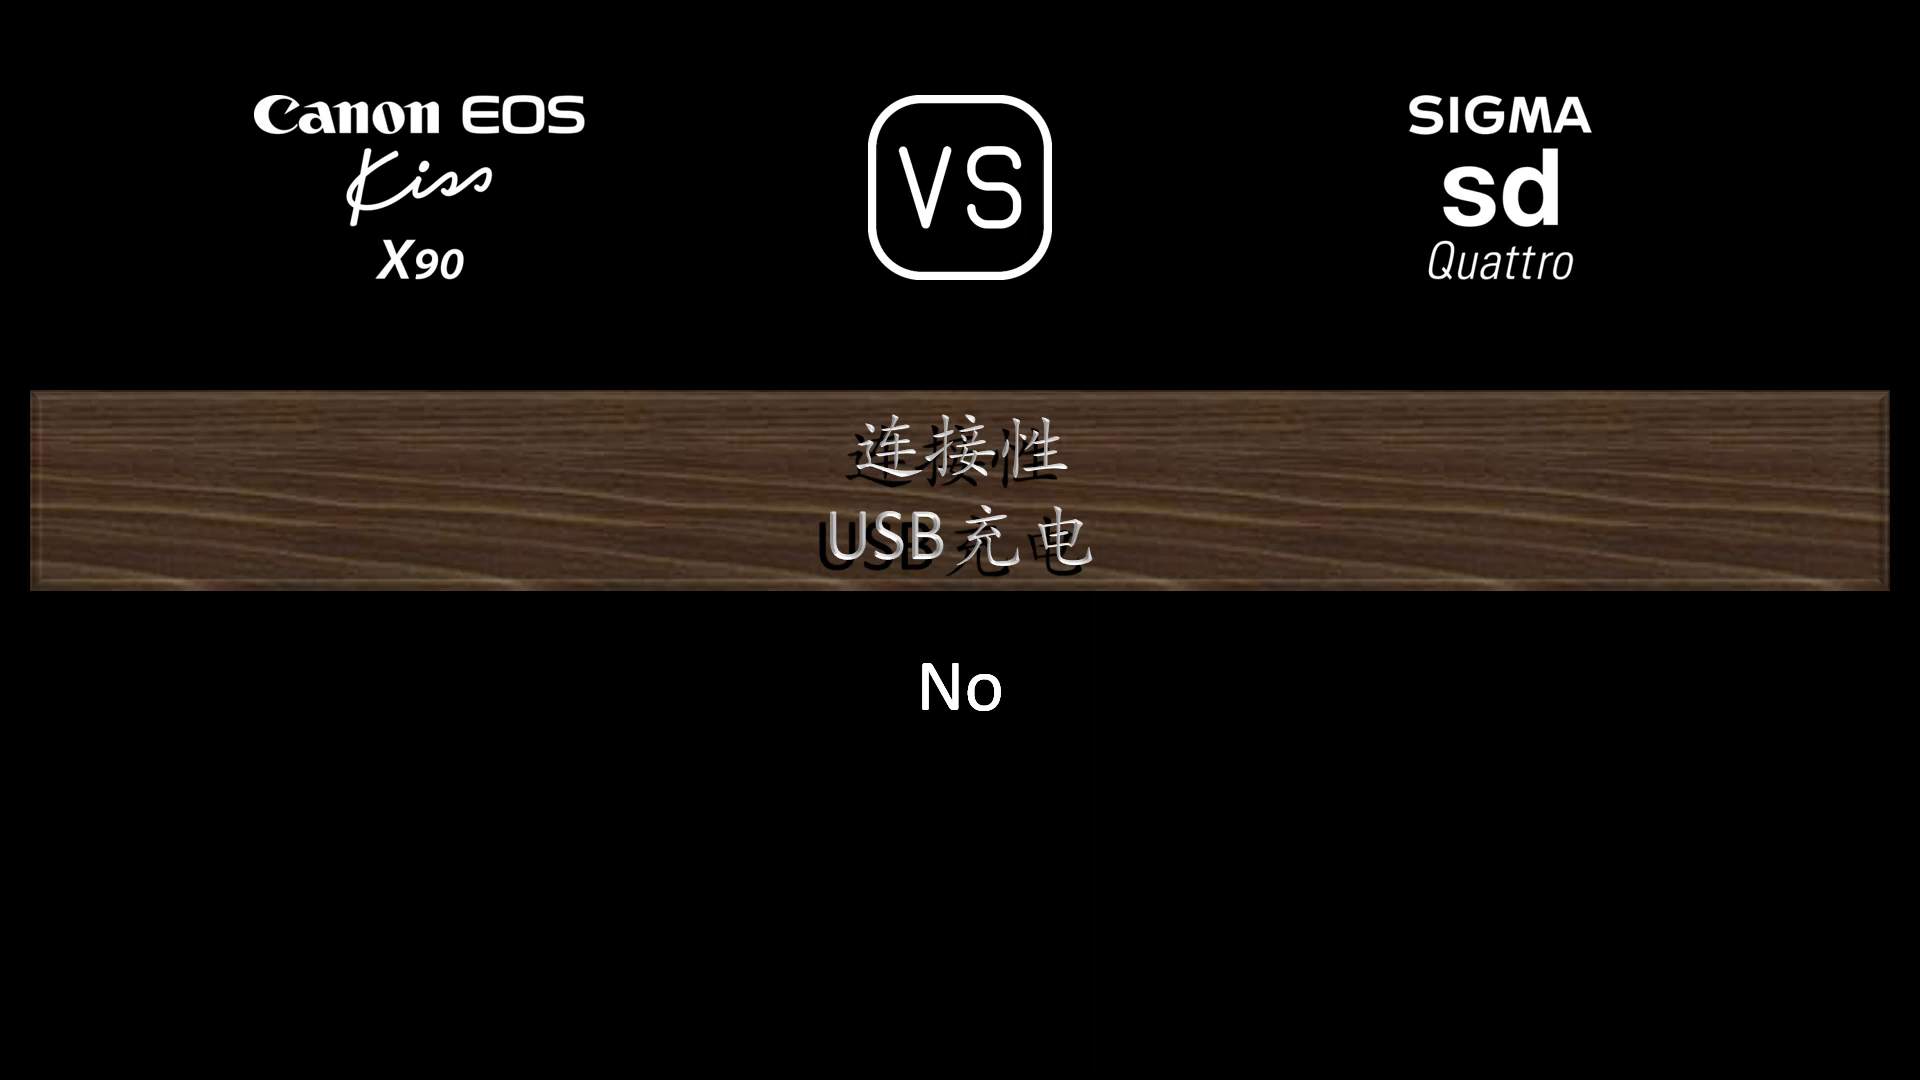 Canon EOS
Kiss
X90
VS
SIGMA
sd
Quattro
连接性
USB 充电
No